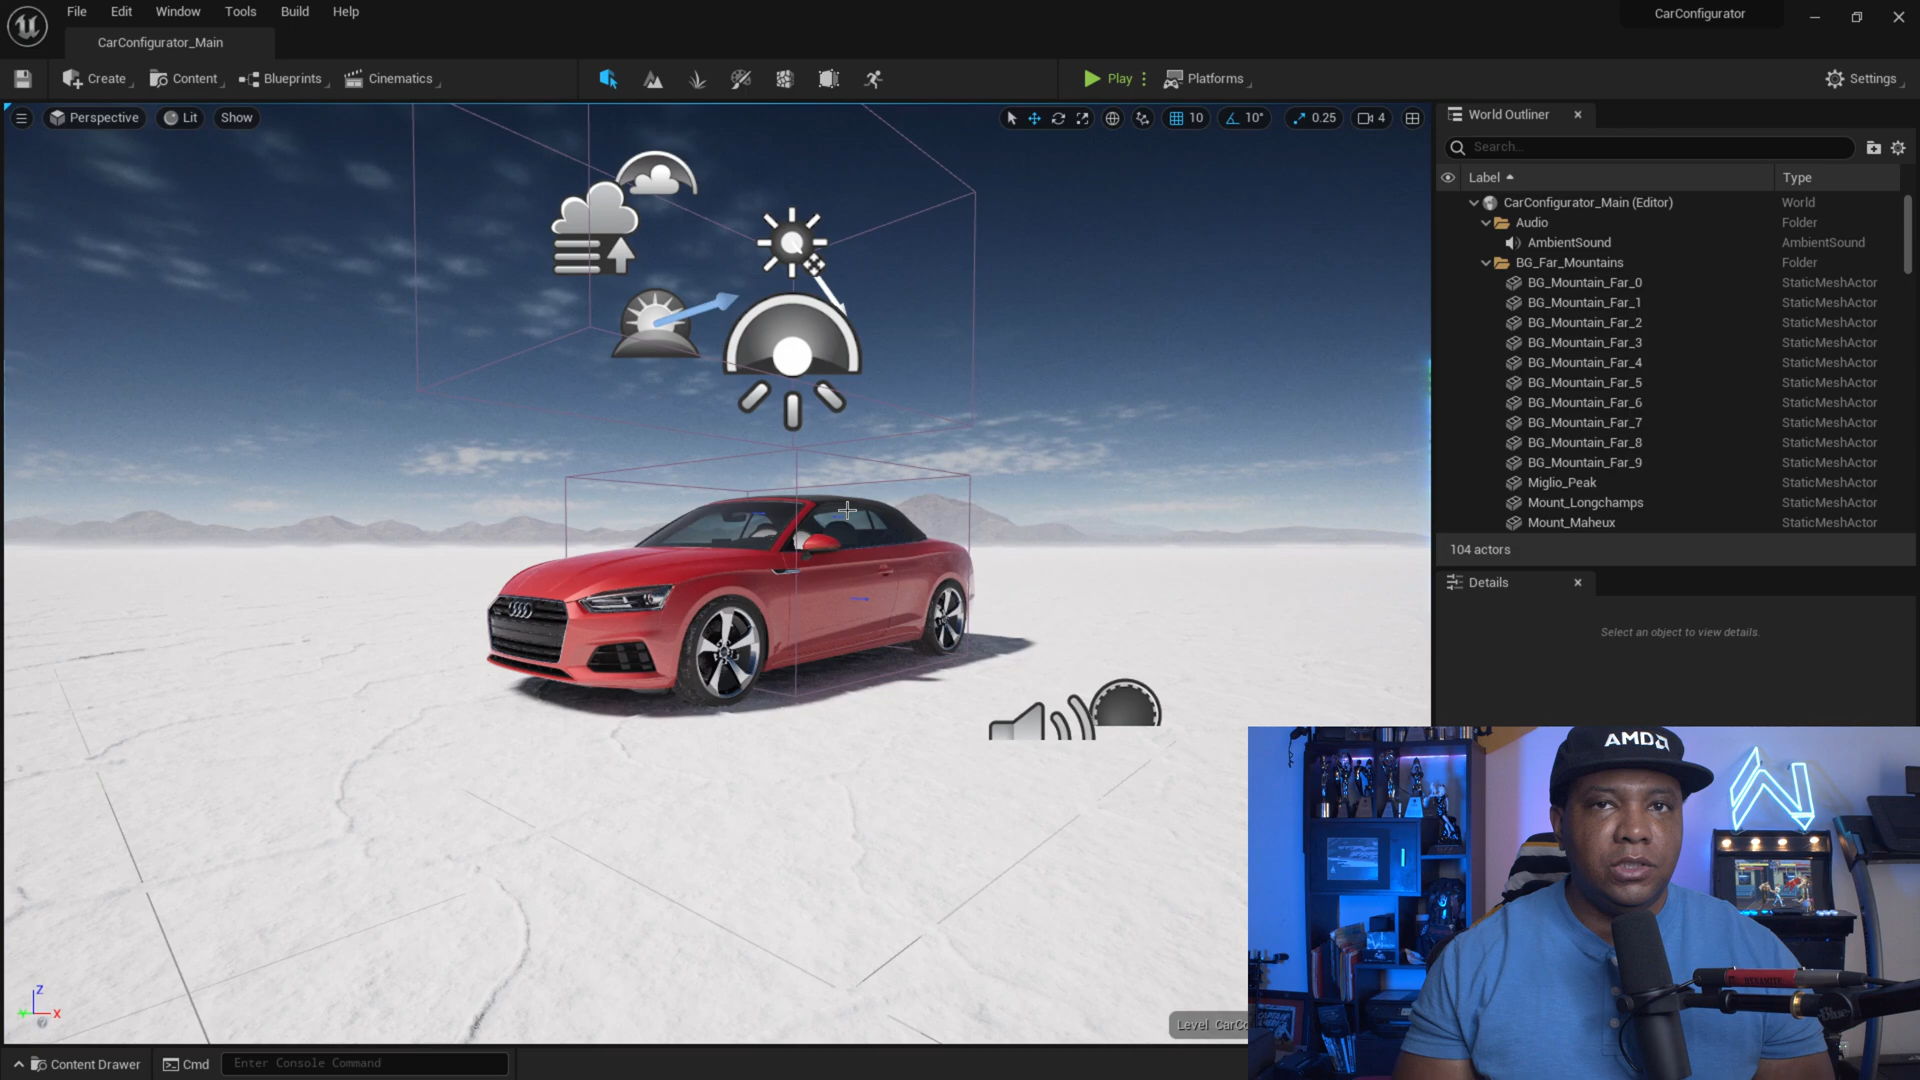 File Edit Window Tools Build Help
CarConfigurator
CarConfigurator_Main
Create Content Blueprints Cinematics Play Platforms Settings
Perspective Lit Show 10 10° 0.25 4
World Outliner
Search...
Label Type
CarConfigurator_Main (Editor) World
Audio Folder
AmbientSound AmbientSound
BG_Far_Mountains Folder
BG_Mountain_Far_0 StaticMeshActor
BG_Mountain_Far_1 StaticMeshActor
BG_Mountain_Far_2 StaticMeshActor
BG_Mountain_Far_3 StaticMeshActor
BG_Mountain_Far_4 StaticMeshActor
BG_Mountain_Far_5 StaticMeshActor
BG_Mountain_Far_6 StaticMeshActor
BG_Mountain_Far_7 StaticMeshActor
BG_Mountain_Far_8 StaticMeshActor
BG_Mountain_Far_9 StaticMeshActor
Miglio_Peak StaticMeshActor
Mount_Longchamps StaticMeshActor
Mount_Maheux StaticMeshActor
104 actors
Details
Select an object to view details.
AMD
Z
Y X
Level CarCo
Content Drawer Cmd Enter Console Command
Blue